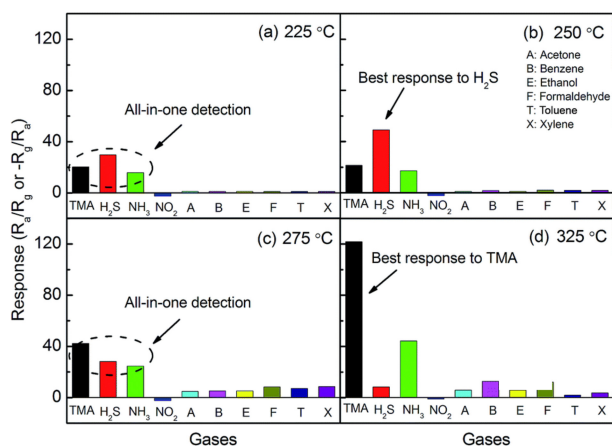 Response (Ra/Rg or -Rg/Ra)
120
80
40
0
(a) 225 °C
All-in-one detection
TMA H2S NH3 NO2 A B E F T X
(b) 250 °C
A: Acetone
B: Benzene
E: Ethanol
F: Formaldehyde
T: Toluene
X: Xylene
Best response to H2S
TMA H2S NH3 NO2 A B E F T X
120
80
40
0
(c) 275 °C
All-in-one detection
TMA H2S NH3 NO2 A B E F T X
Gases
(d) 325 °C
Best response to TMA
TMA H2S NH3 NO2 A B E F T X
Gases